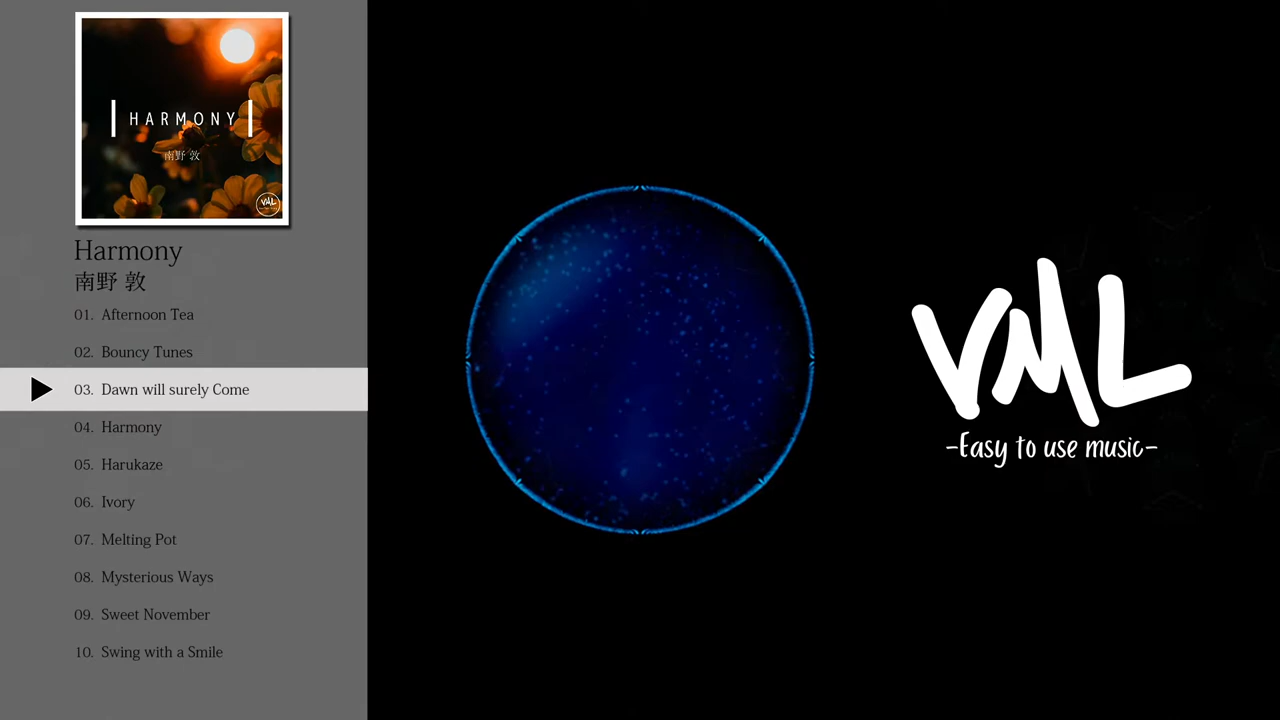 HARMONY
南野 敦
VML
Harmony
南野 敦
01. Afternoon Tea
02. Bouncy Tunes
03. Dawn will surely Come
04. Harmony
05. Harukaze
06. Ivory
07. Melting Pot
08. Mysterious Ways
09. Sweet November
10. Swing with a Smile
VML
-Easy to use music-